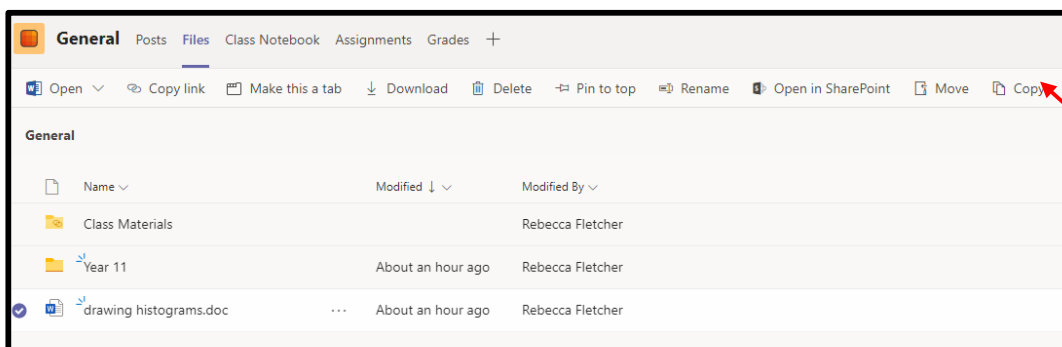 General Posts Files Class Notebook Assignments Grades +
Open Copy link Make this a tab Download Delete Pin to top Rename Open in SharePoint Move Copy
General
Name Modified ↓ Modified By
Class Materials Rebecca Fletcher
Year 11 About an hour ago Rebecca Fletcher
drawing histograms.doc ... About an hour ago Rebecca Fletcher